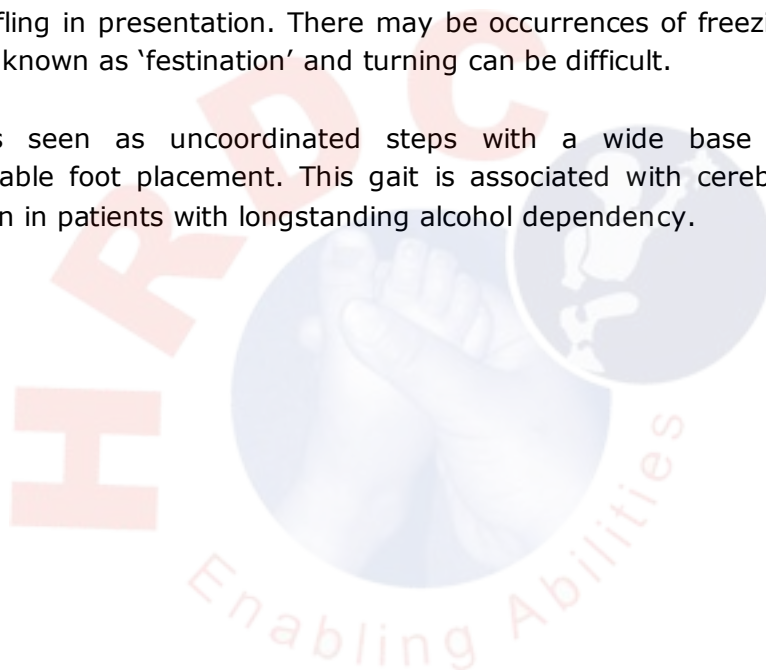 fling in presentation. There may be occurrences of freez
known as ‘festination’ and turning can be difficult.
s seen as uncoordinated steps with a wide base
able foot placement. This gait is associated with cereb
n in patients with longstanding alcohol dependency.
HRDC
Enabling Abilities